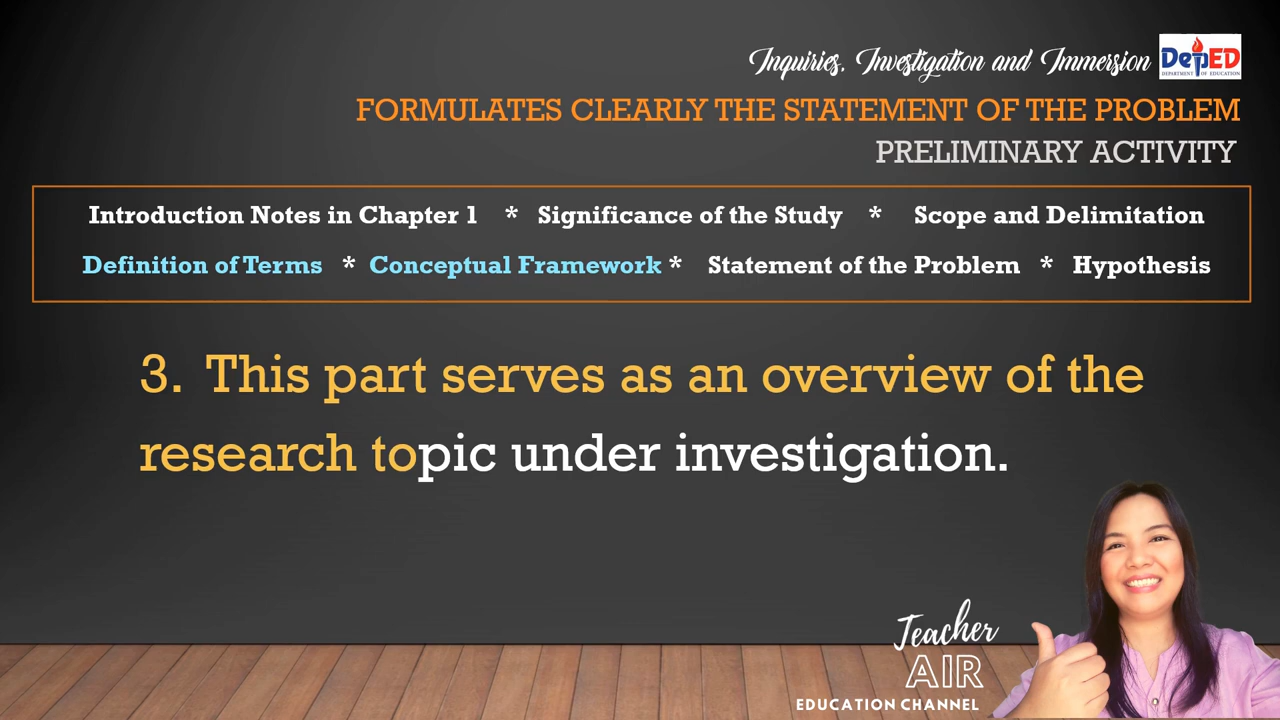 Inquiries, Investigation and Immersion DepED
DEPARTMENT OF EDUCATION
FORMULATES CLEARLY THE STATEMENT OF THE PROBLEM
PRELIMINARY ACTIVITY
Introduction Notes in Chapter 1 * Significance of the Study * Scope and Delimitation
Definition of Terms * Conceptual Framework * Statement of the Problem * Hypothesis
3. This part serves as an overview of the
research topic under investigation.
Teacher
AIR
EDUCATION CHANNEL